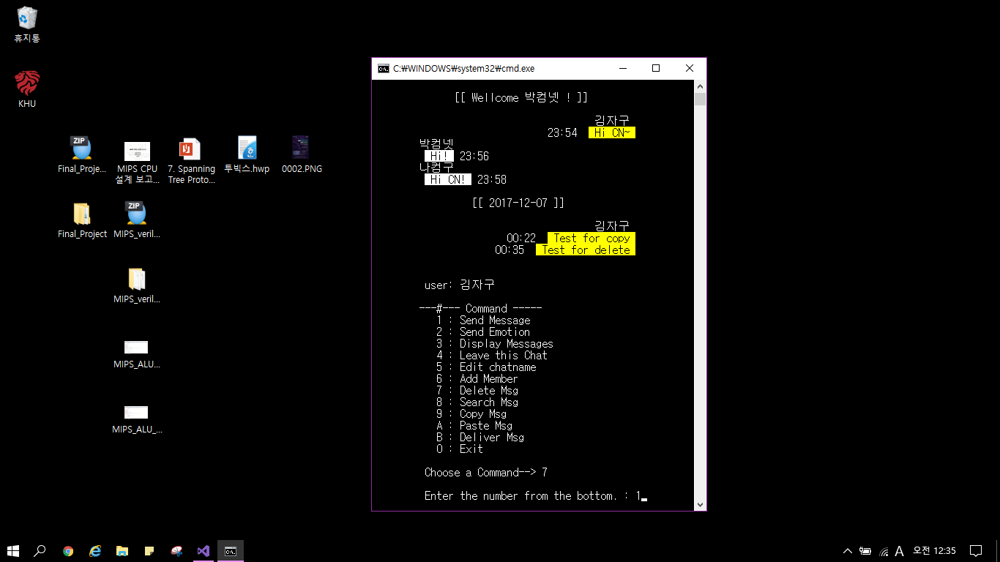 휴지통
KHU
Final_Proje...
MIPS CPU
설계 보고...
7. Spanning
Tree Proto...
투빅스.hwp
0002.PNG
Final_Project
MIPS_veril...
MIPS_veril...
MIPS_ALU...
MIPS_ALU_...
C:₩WINDOWS₩system32₩cmd.exe
[[ Wellcome 박컴넷 ! ]]
김자구
23:54 Hi CN~
박컴넷
Hi! 23:56
나컴구
Hi CN! 23:58
[[ 2017-12-07 ]]
김자구
00:22 Test for copy
00:35 Test for delete
user: 김자구
---#--- Command -----
1 : Send Message
2 : Send Emotion
3 : Display Messages
4 : Leave this Chat
5 : Edit chatname
6 : Add Member
7 : Delete Msg
8 : Search Msg
9 : Copy Msg
A : Paste Msg
B : Deliver Msg
0 : Exit
Choose a Command--> 7
Enter the number from the bottom. : 1
A 오전 12:35